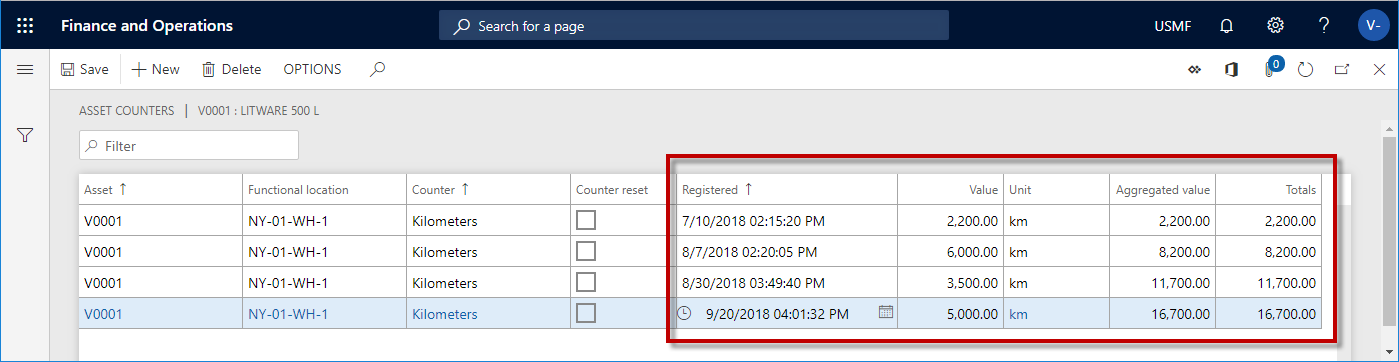 Finance and Operations Search for a page USMF ? V-
Save + New Delete OPTIONS 0
ASSET COUNTERS | V0001 : LITWARE 500 L
Filter
Asset ↑ Functional location Counter ↑ Counter reset Registered ↑ Value Unit Aggregated value Totals
V0001 NY-01-WH-1 Kilometers 7/10/2018 02:15:20 PM 2,200.00 km 2,200.00 2,200.00
V0001 NY-01-WH-1 Kilometers 8/7/2018 02:20:05 PM 6,000.00 km 8,200.00 8,200.00
V0001 NY-01-WH-1 Kilometers 8/30/2018 03:49:40 PM 3,500.00 km 11,700.00 11,700.00
V0001 NY-01-WH-1 Kilometers 9/20/2018 04:01:32 PM 5,000.00 km 16,700.00 16,700.00